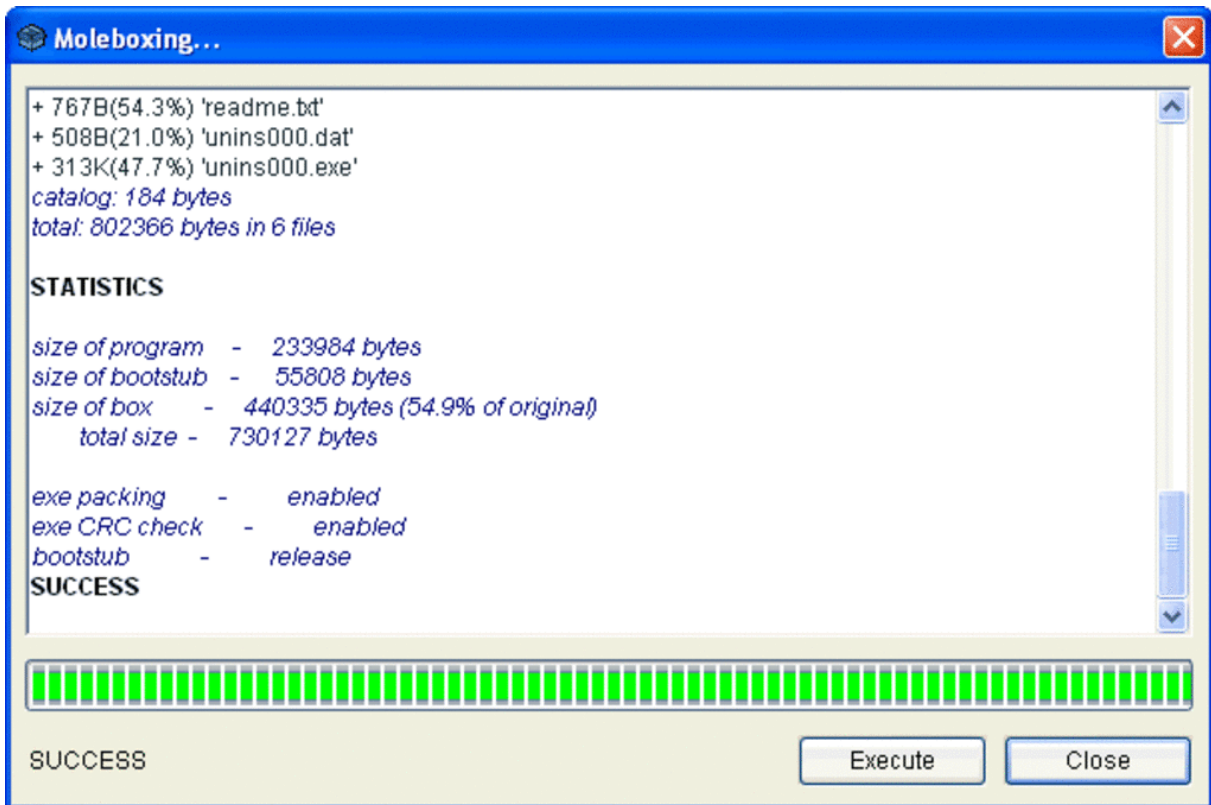 Moleboxing...
+ 767B(54.3%) 'readme.txt'
+ 508B(21.0%) 'unins000.dat'
+ 313K(47.7%) 'unins000.exe'
catalog: 184 bytes
total: 802366 bytes in 6 files
STATISTICS
size of program - 233984 bytes
size of bootstub - 55808 bytes
size of box - 440335 bytes (54.9% of original)
total size - 730127 bytes
exe packing - enabled
exe CRC check - enabled
bootstub - release
SUCCESS
SUCCESS
Execute
Close